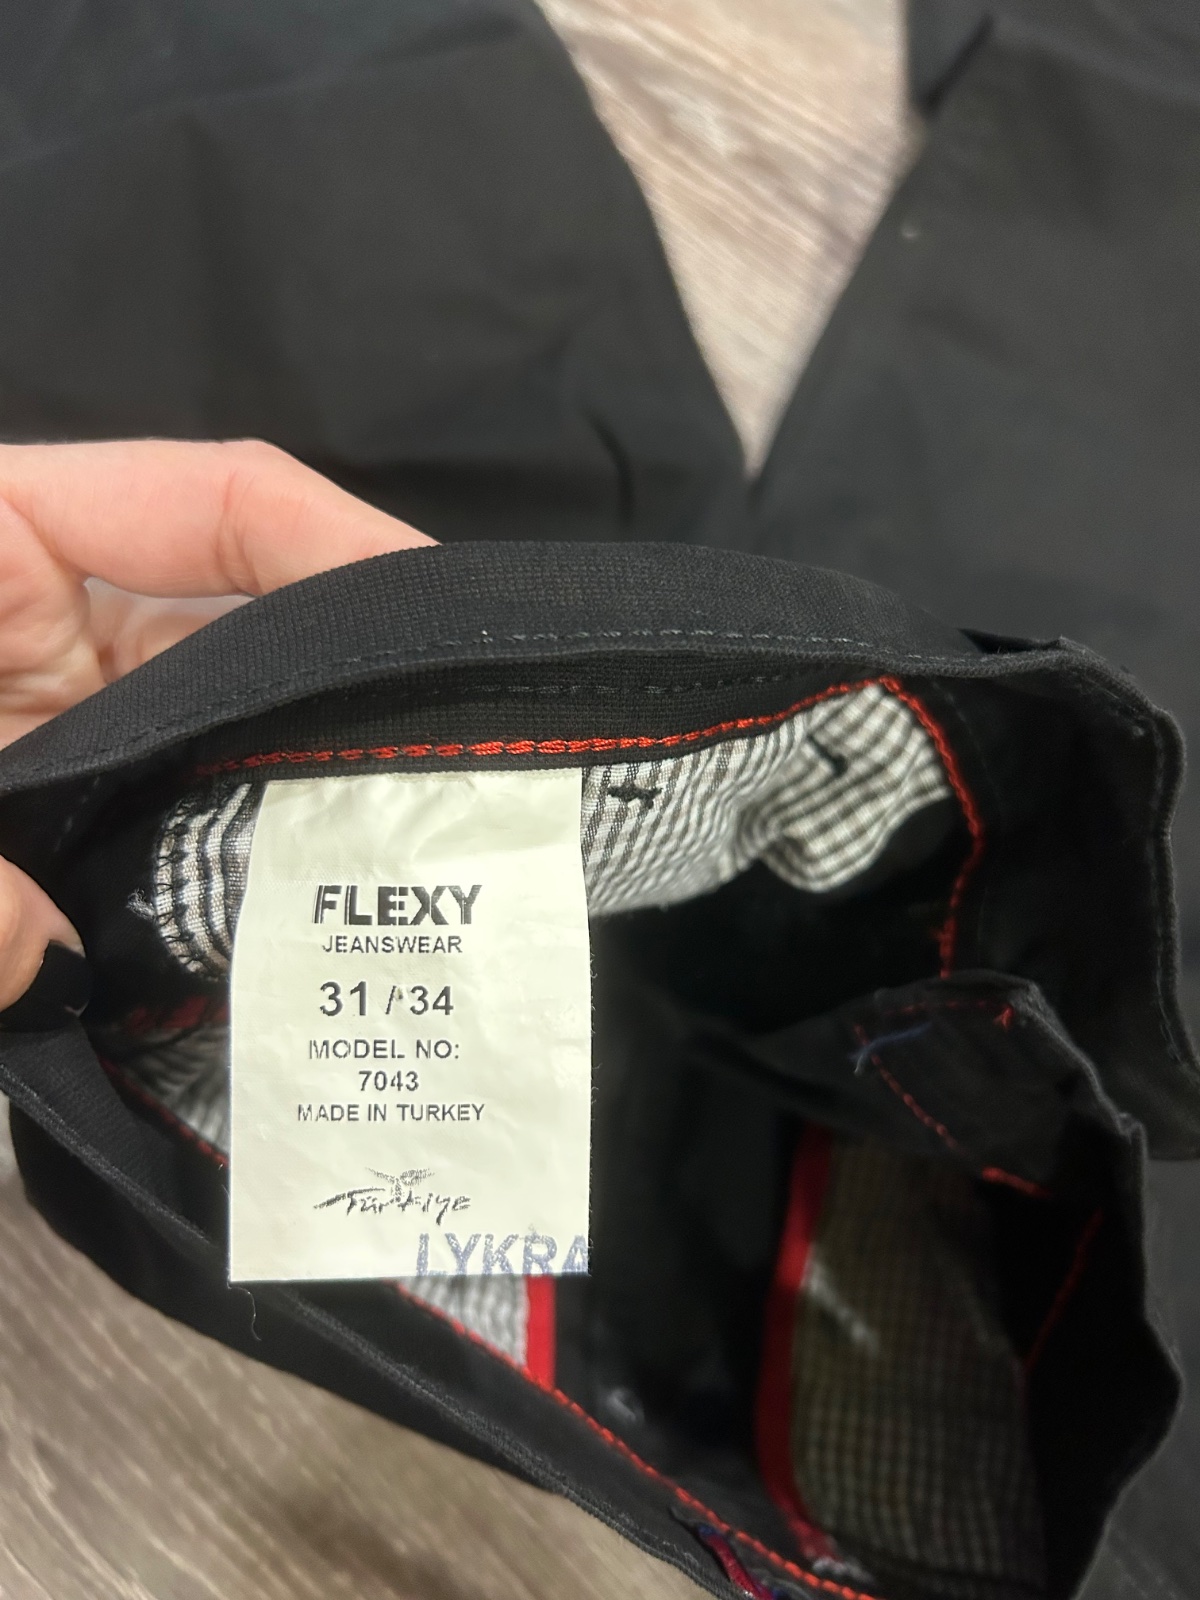 FLEXY
JEANSWEAR
31 / 34
MODEL NO:
7043
MADE IN TURKEY
Türkiye
LYKRA